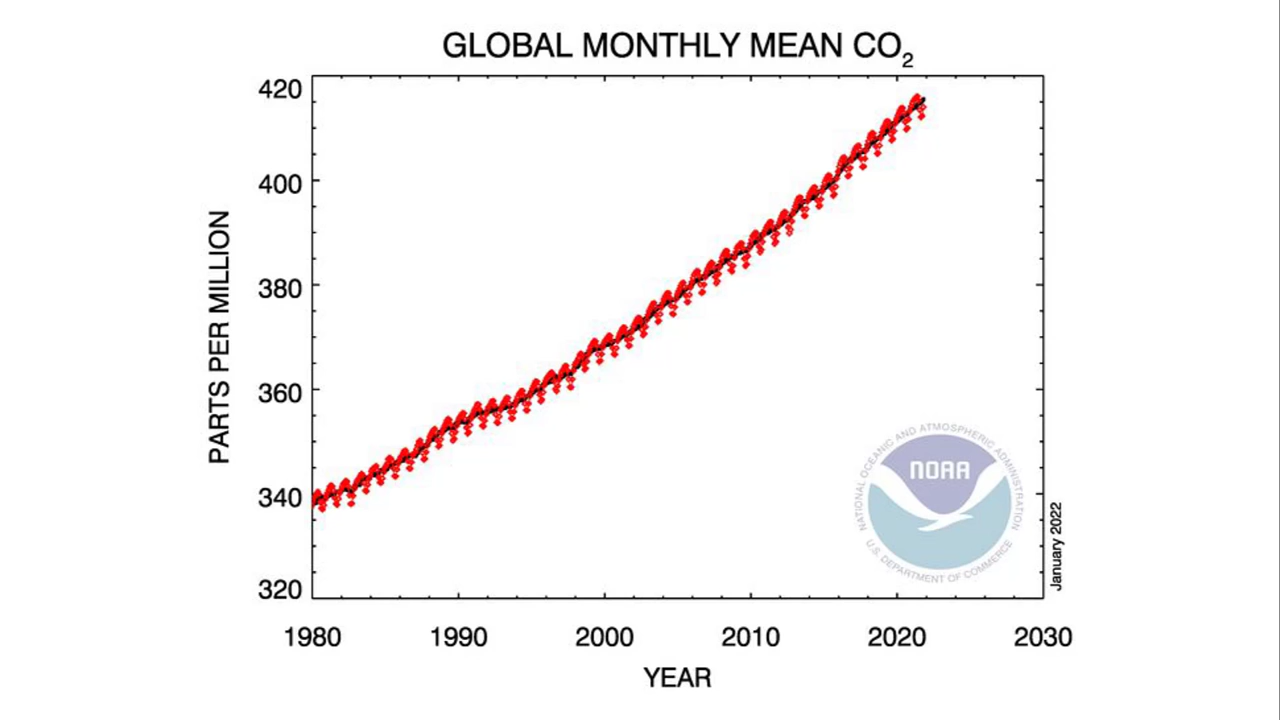 GLOBAL MONTHLY MEAN CO₂
420
400
380
360
340
320
PARTS PER MILLION
1980 1990 2000 2010 2020 2030
YEAR
NATIONAL OCEANIC AND ATMOSPHERIC ADMINISTRATION
NOAA
U.S. DEPARTMENT OF COMMERCE
January 2022